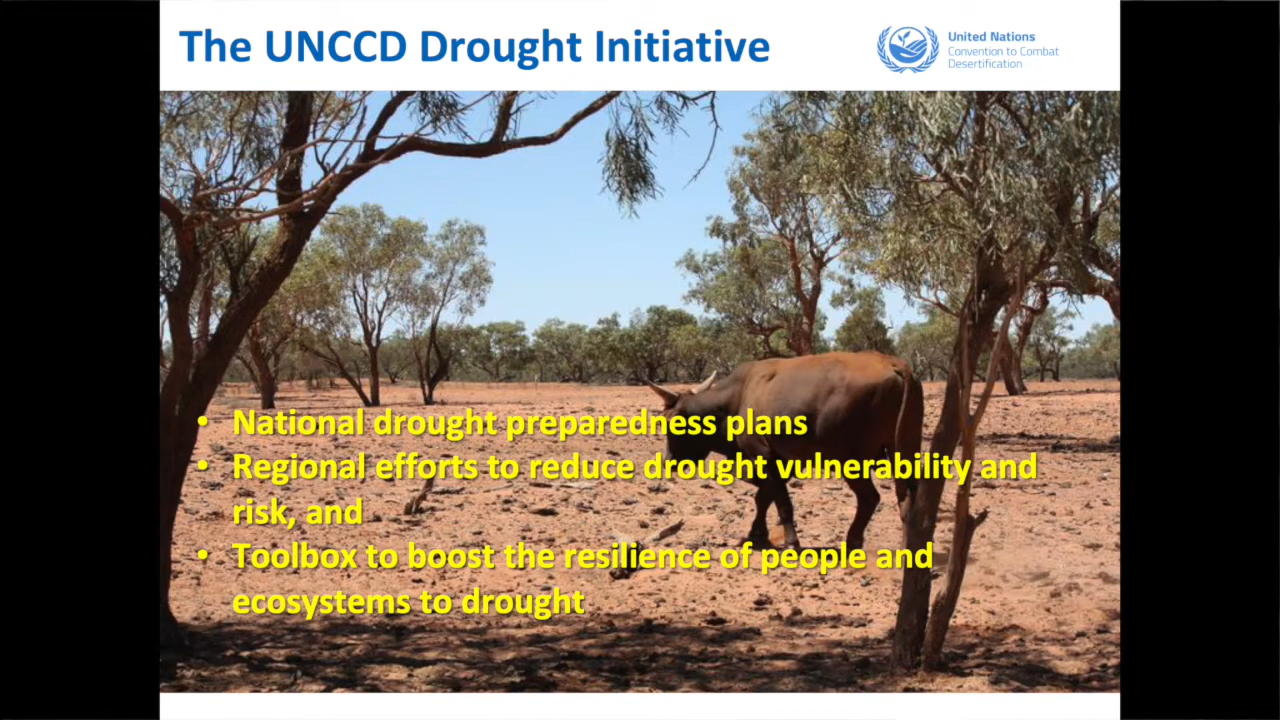 The UNCCD Drought Initiative
United Nations
Convention to Combat
Desertification
• National drought preparedness plans
• Regional efforts to reduce drought vulnerability and
risk, and
• Toolbox to boost the resilience of people and
ecosystems to drought